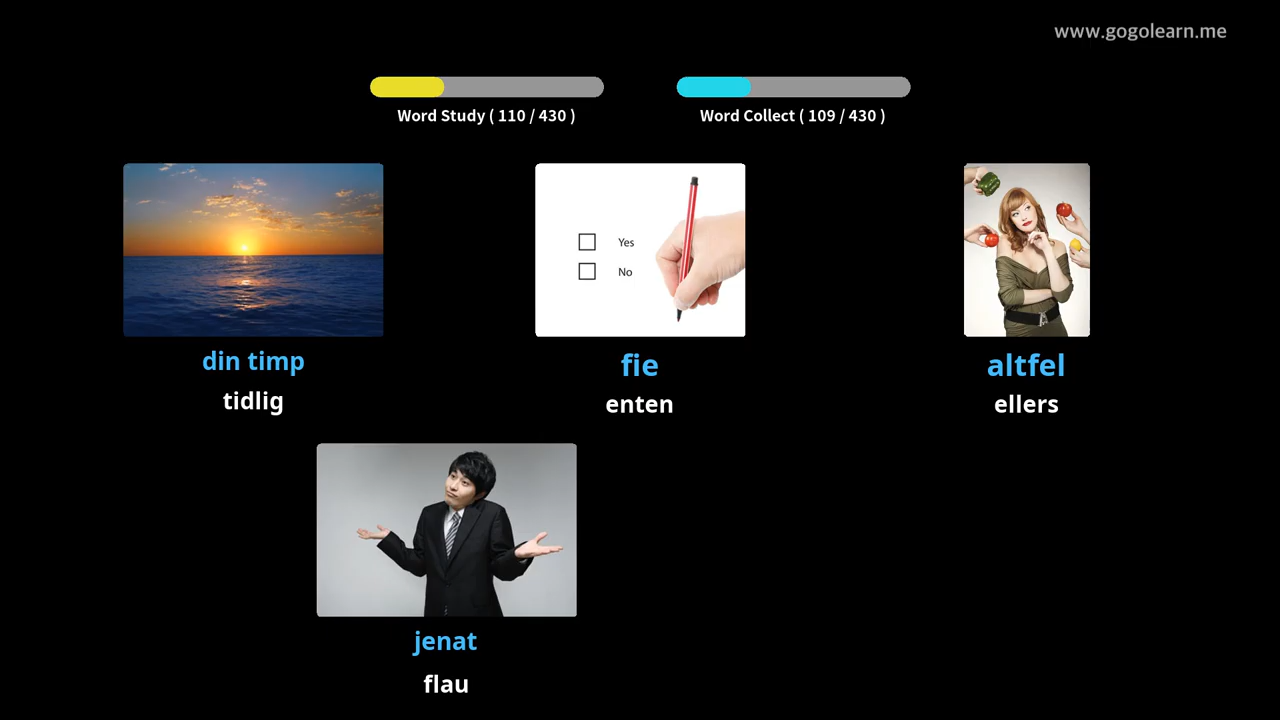 www.gogolearn.me
Word Study ( 110 / 430 )
Word Collect ( 109 / 430 )
Yes
No
din timp
tidlig
fie
enten
altfel
ellers
jenat
flau